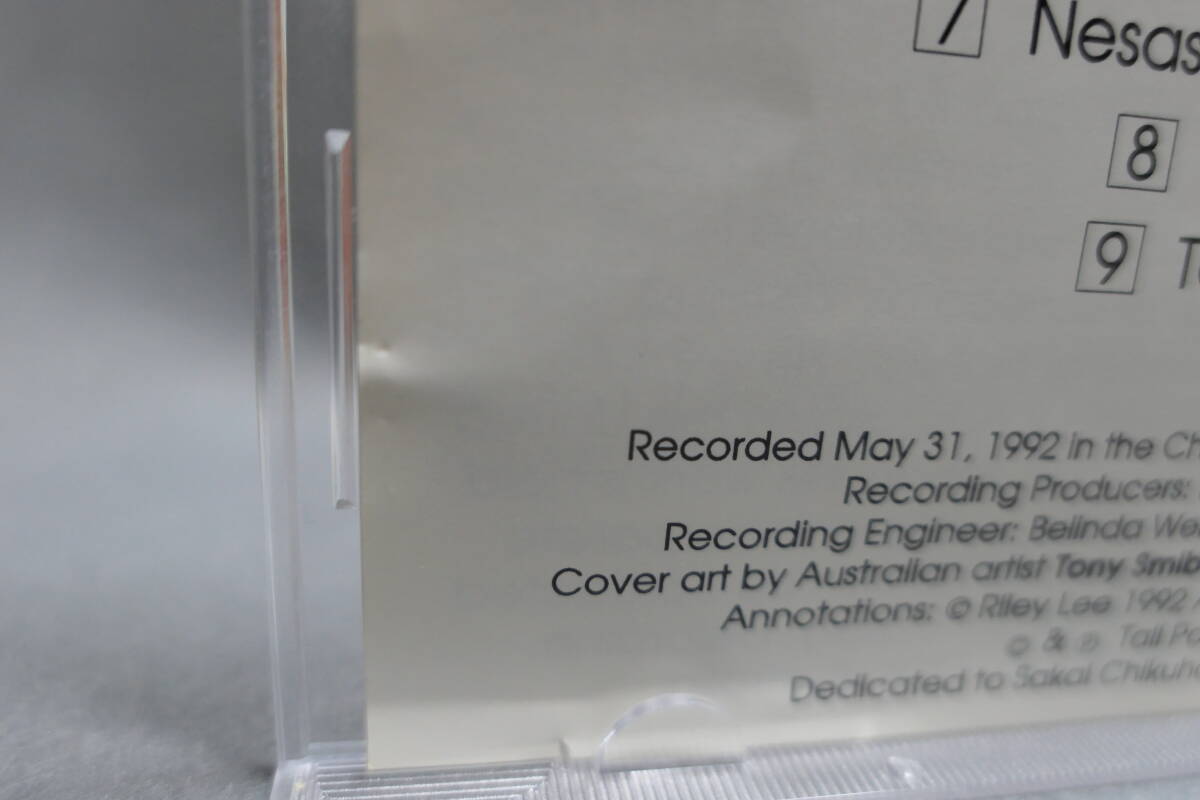 7 Nesas
8
9 T
Recorded May 31, 1992 in the Ch
Recording Producers:
Recording Engineer: Belinda We
Cover art by Australian artist Tony Smib
Annotations: © Riley Lee 1992
© & ℗ Tall Po
Dedicated to Sakai Chikuho